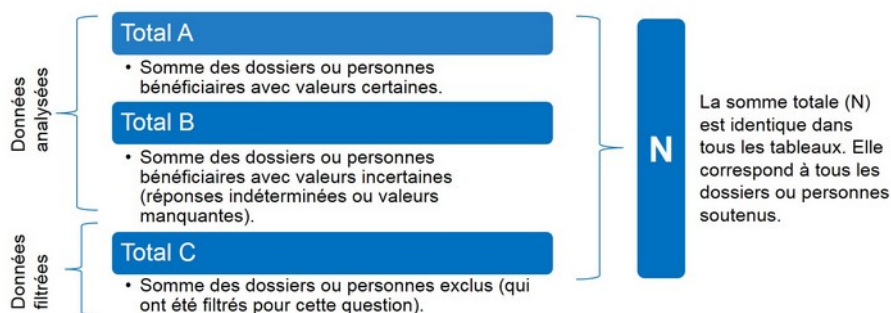 Données
analysées
Total A
• Somme des dossiers ou personnes
bénéficiaires avec valeurs certaines.
Total B
• Somme des dossiers ou personnes
bénéficiaires avec valeurs incertaines
(réponses indéterminées ou valeurs
manquantes).
Données
filtrées
Total C
• Somme des dossiers ou personnes exclus (qui
ont été filtrés pour cette question).
N
La somme totale (N)
est identique dans
tous les tableaux. Elle
correspond à tous les
dossiers ou personnes
soutenus.